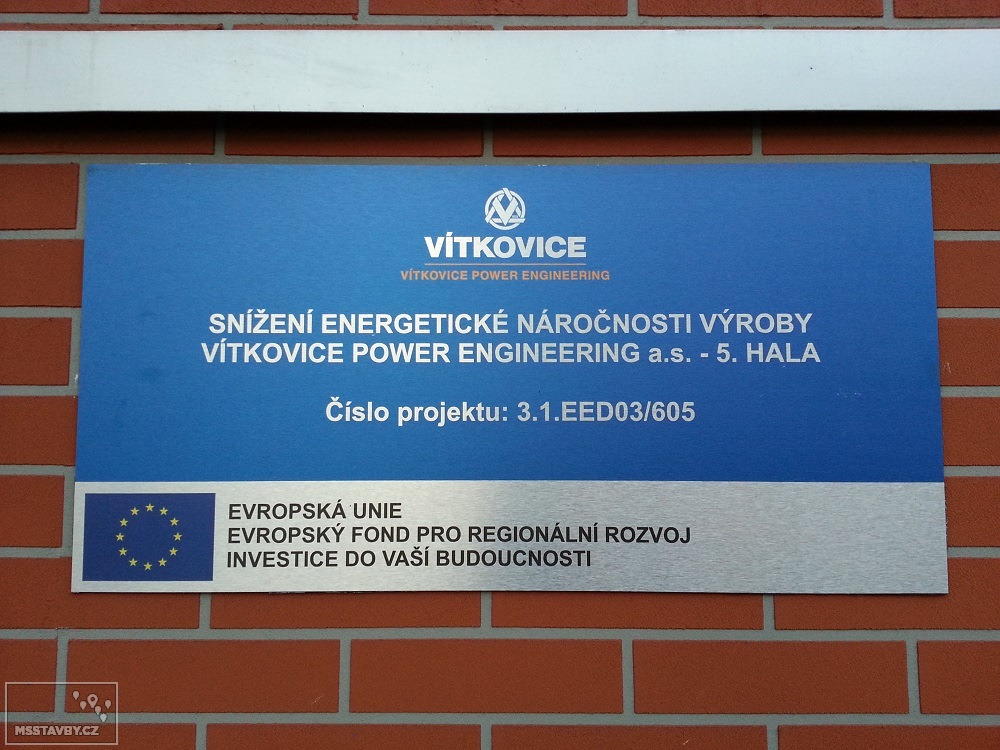 VÍTKOVICE
VÍTKOVICE POWER ENGINEERING
SNÍŽENÍ ENERGETICKÉ NÁROČNOSTI VÝROBY
VÍTKOVICE POWER ENGINEERING a.s. - 5. HALA
Číslo projektu: 3.1.EED03/605
EVROPSKÁ UNIE
EVROPSKÝ FOND PRO REGIONÁLNÍ ROZVOJ
INVESTICE DO VAŠÍ BUDOUCNOSTI
MSSTAVBY.CZ